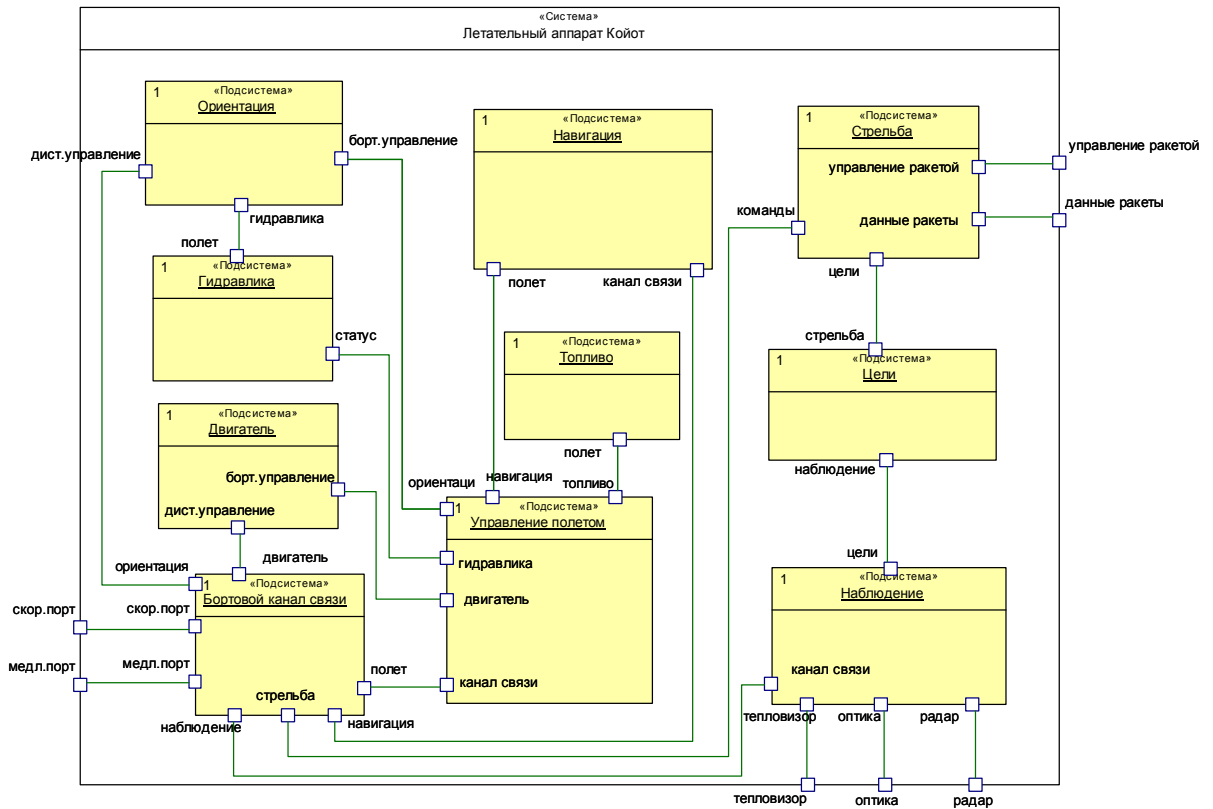 «Система»
Летательный аппарат Койот
1
«Подсистема»
Ориентация
дист.управление
борт.управление
гидравлика
1
«Подсистема»
Навигация
полет
канал связи
1
«Подсистема»
Стрельба
управление ракетой
управление ракетой
данные ракеты
данные ракеты
команды
цели
полет
1
«Подсистема»
Гидравлика
статус
1
«Подсистема»
Топливо
полет
стрельба
1
«Подсистема»
Цели
наблюдение
1
«Подсистема»
Двигатель
борт.управление
дист.управление
ориентаци
навигация
топливо
1
«Подсистема»
Управление полетом
гидравлика
двигатель
канал связи
двигатель
ориентация
1
«Подсистема»
Бортовой канал связи
скор.порт
скор.порт
медл.порт
медл.порт
полет
стрельба
наблюдение
навигация
цели
1
«Подсистема»
Наблюдение
канал связи
тепловизор
оптика
радар
тепловизор
оптика
радар